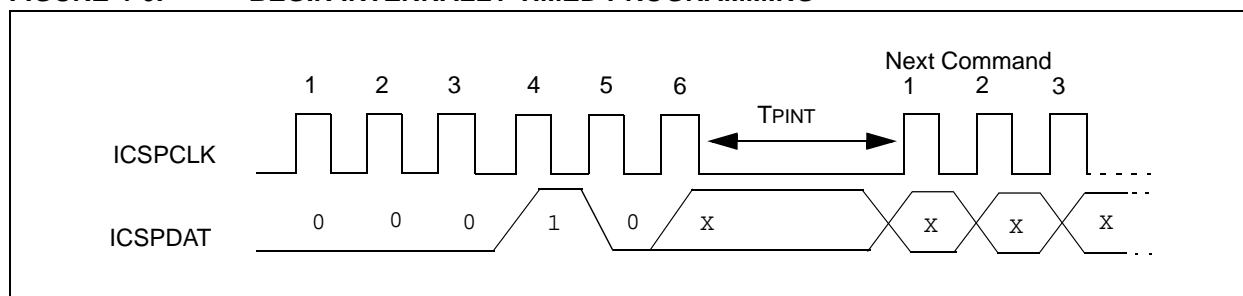 Next Command
1 2 3 4 5 6 1 2 3
TPINT
ICSPCLK
ICSPDAT
0 0 0 1 0 X X X X